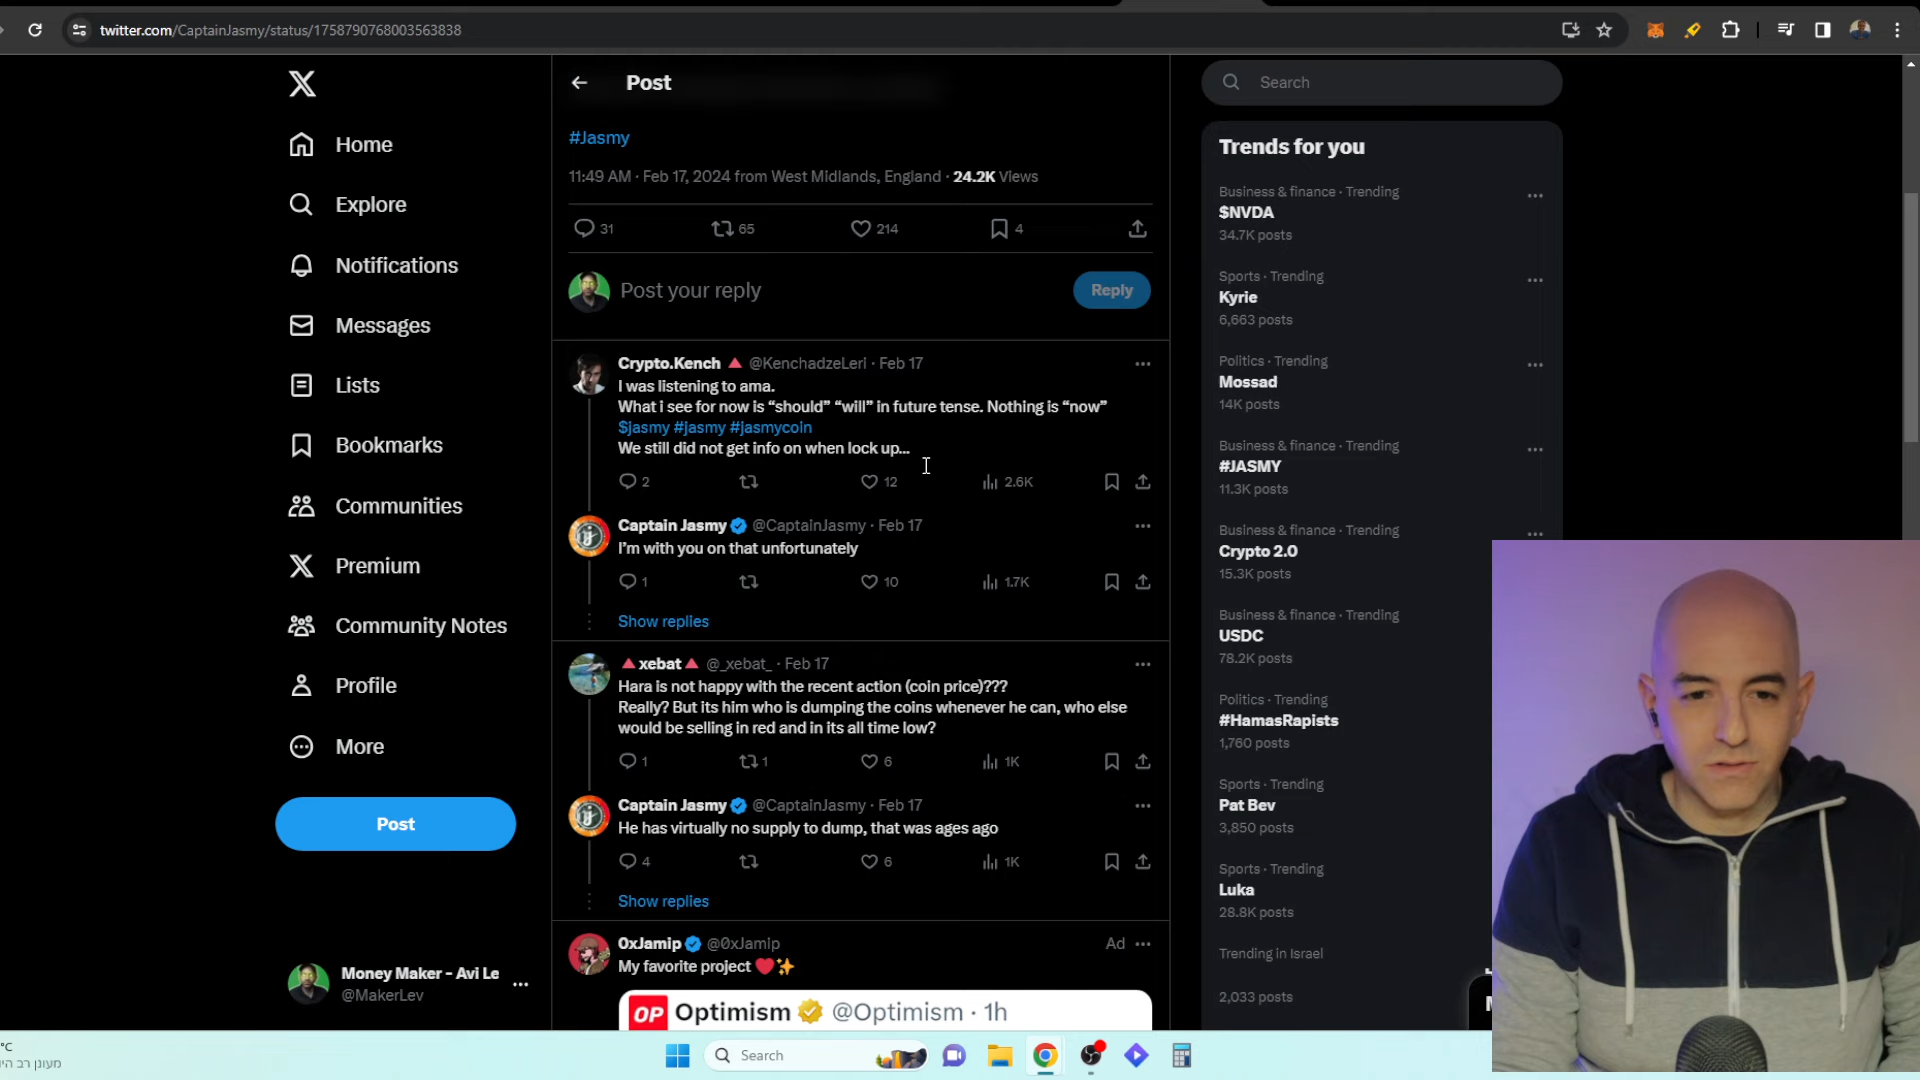 twitter.com/CaptainJasmy/status/1758790768003563838
Home
Explore
Notifications
Messages
Lists
Bookmarks
Communities
Premium
Community Notes
Profile
More
Post
Money Maker - Avi Le
@MakerLev
Post
#Jasmy
11:49 AM · Feb 17, 2024 from West Midlands, England · 24.2K Views
31 65 214 4
Post your reply
Reply
Crypto.Kench 🔺 @KenchadzeLeri · Feb 17
I was listening to ama.
What i see for now is “should” “will” in future tense. Nothing is “now”
$jasmy #jasmy #jasmycoin
We still did not get info on when lock up...
2 12 2.6K
Captain Jasmy @CaptainJasmy · Feb 17
I’m with you on that unfortunately
1 10 1.7K
Show replies
🔺xebat🔺 @_xebat_ · Feb 17
Hara is not happy with the recent action (coin price)???
Really? But its him who is dumping the coins whenever he can, who else
would be selling in red and in its all time low?
1 1 6 1K
Captain Jasmy @CaptainJasmy · Feb 17
He has virtually no supply to dump, that was ages ago
4 6 1K
Show replies
0xJamip @0xJamip Ad
My favorite project ❤️✨
OP Optimism @Optimism · 1h
Search
Trends for you
Business & finance · Trending
$NVDA
34.7K posts
Sports · Trending
Kyrie
6,663 posts
Politics · Trending
Mossad
14K posts
Business & finance · Trending
#JASMY
11.3K posts
Business & finance · Trending
Crypto 2.0
15.3K posts
Business & finance · Trending
USDC
78.2K posts
Politics · Trending
#HamasRapists
1,760 posts
Sports · Trending
Pat Bev
3,850 posts
Sports · Trending
Luka
28.8K posts
Trending in Israel
2,033 posts
°C
מעונן רב
Search